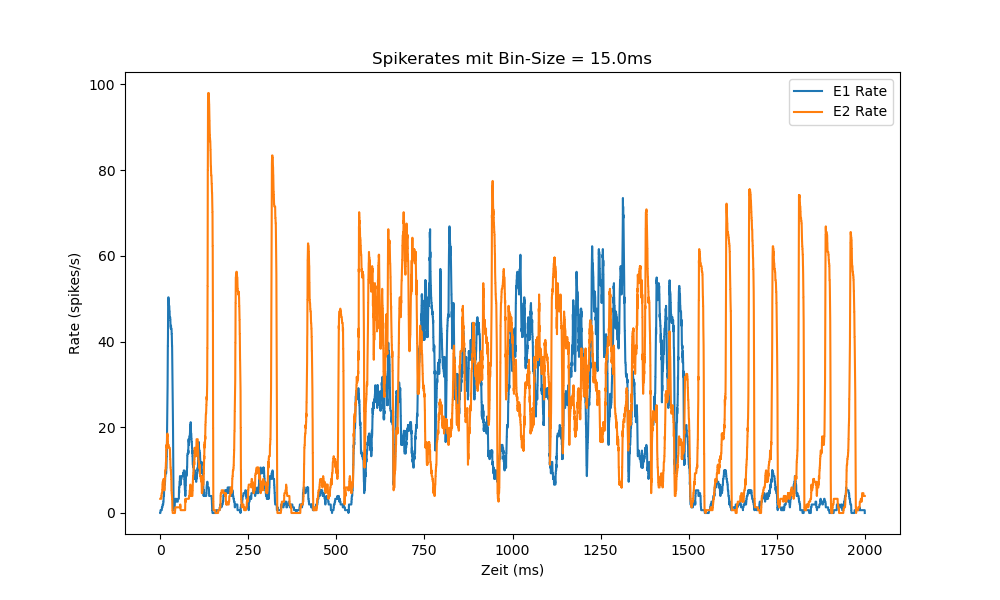 Spikerates mit Bin-Size = 15.0ms
E1 Rate
E2 Rate
100
80
60
40
20
0
Rate (spikes/s)
0 250 500 750 1000 1250 1500 1750 2000
Zeit (ms)